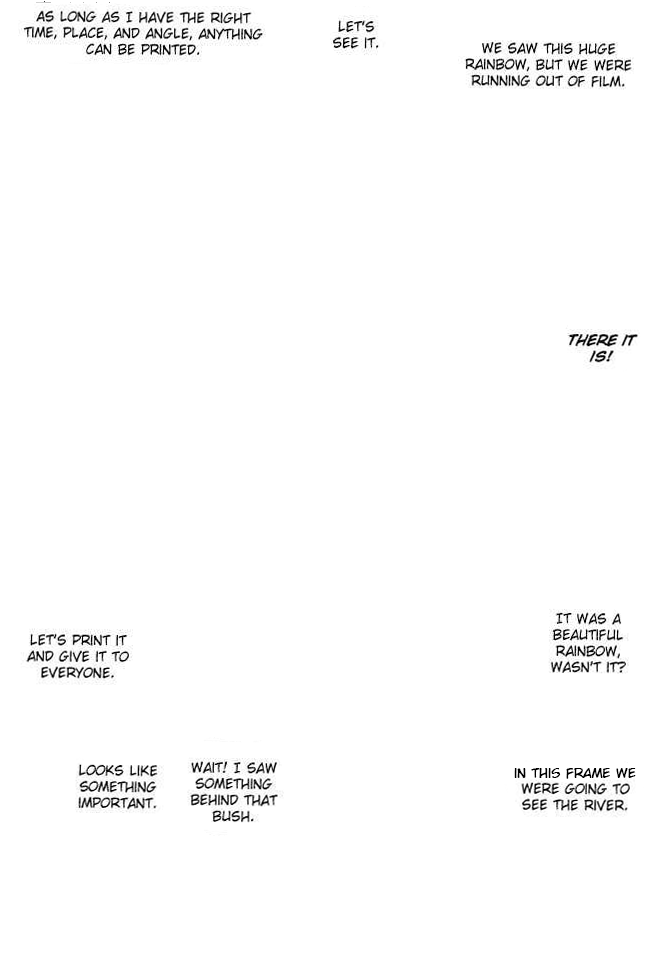 WE SAW THIS HUGE
RAINBOW, BUT WE WERE
RUNNING OUT OF FILM.
LET'S
SEE IT.
AS LONG AS I HAVE THE RIGHT
TIME, PLACE, AND ANGLE, ANYTHING
CAN BE PRINTED.
THERE IT
IS!
IT WAS A
BEAUTIFUL
RAINBOW,
WASN'T IT?
LET'S PRINT IT
AND GIVE IT TO
EVERYONE.
IN THIS FRAME WE
WERE GOING TO
SEE THE RIVER.
WAIT! I SAW
SOMETHING
BEHIND THAT
BUSH.
LOOKS LIKE
SOMETHING
IMPORTANT.